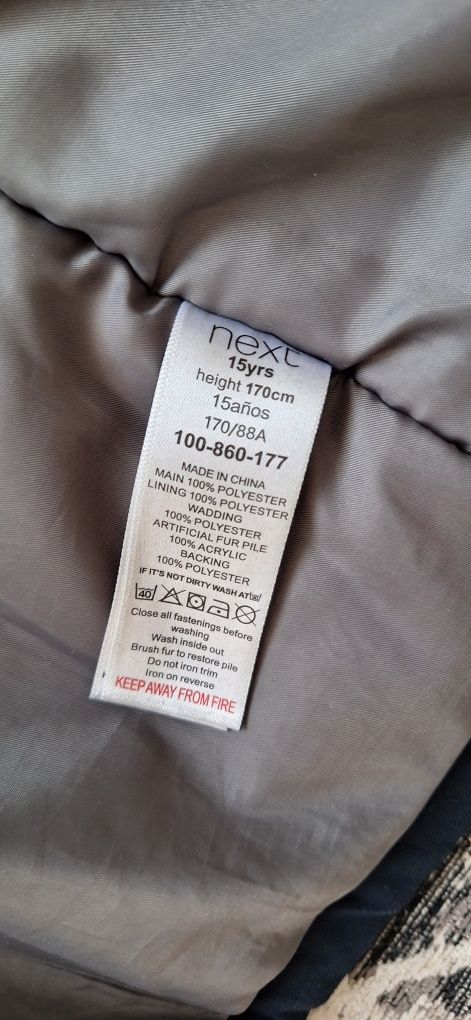 next
15yrs
height 170cm
15años
170/88A
100-860-177
MADE IN CHINA
MAIN 100% POLYESTER
LINING 100% POLYESTER
WADDING
100% POLYESTER
ARTIFICIAL FUR PILE
100% ACRYLIC
BACKING
100% POLYESTER
IF IT'S NOT DIRTY WASH AT
40
Close all fastenings before
washing
Wash inside out
Brush fur to restore pile
Do not iron trim
Iron on reverse
KEEP AWAY FROM FIRE